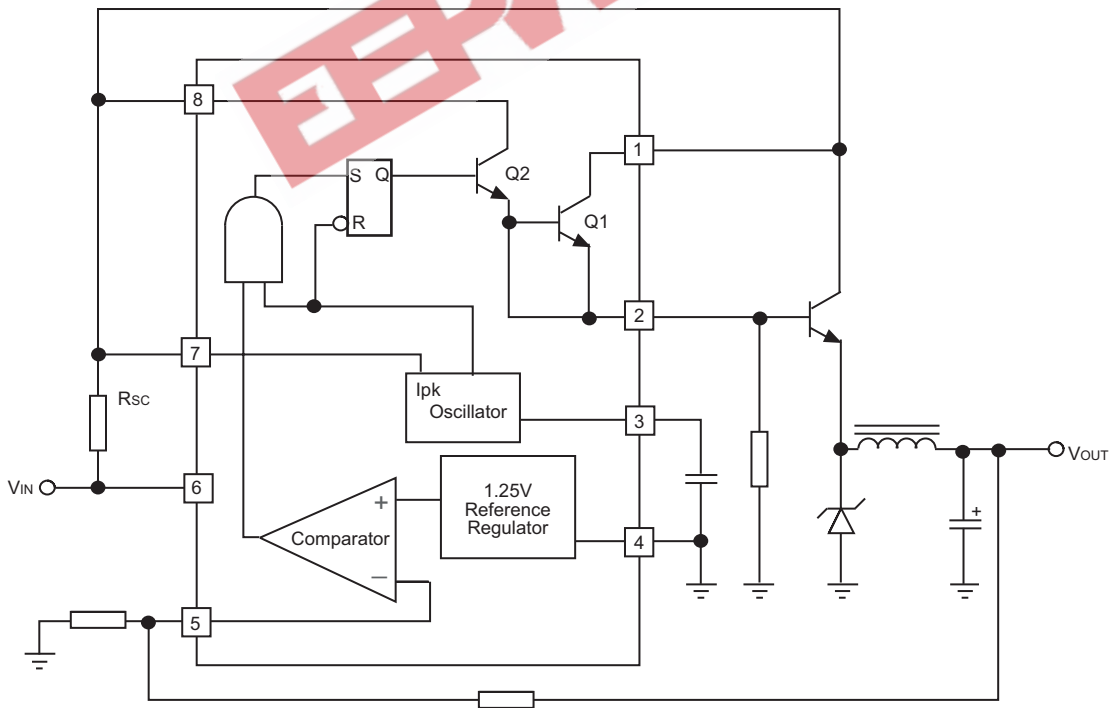 8
1
S Q
Q2
R
Q1
2
7
Ipk
Oscillator
RSC
3
VIN
6
1.25V
Reference
Regulator
+
Comparator
−
4
VOUT
+
5